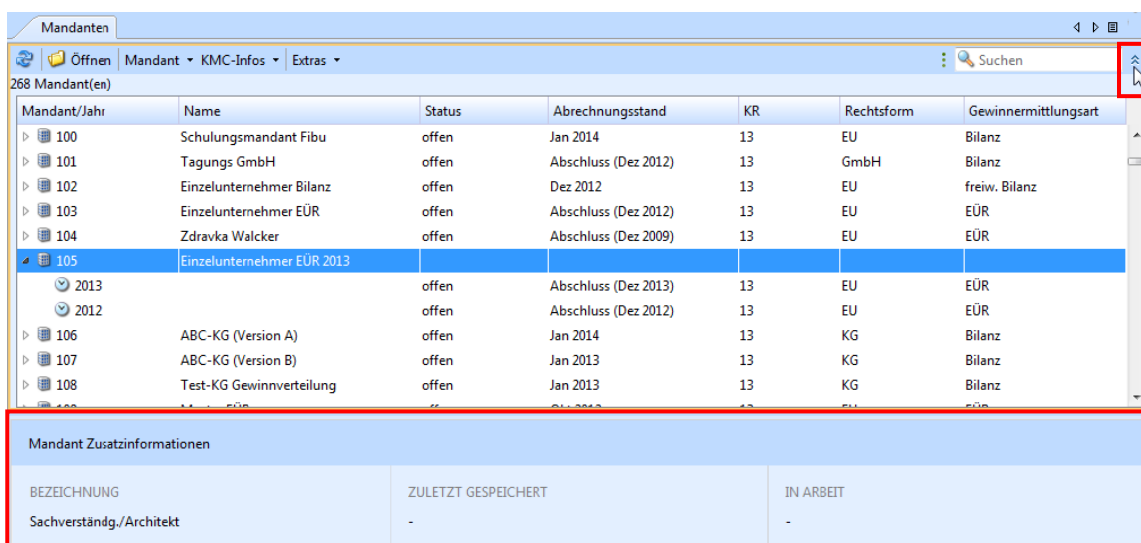 Mandanten
Öffnen Mandant KMC-Infos Extras Suchen
268 Mandant(en)
Mandant/Jahr Name Status Abrechnungsstand KR Rechtsform Gewinnermittlungsart
100 Schulungsmandant Fibu offen Jan 2014 13 EU Bilanz
101 Tagungs GmbH offen Abschluss (Dez 2012) 13 GmbH Bilanz
102 Einzelunternehmer Bilanz offen Dez 2012 13 EU freiw. Bilanz
103 Einzelunternehmer EÜR offen Abschluss (Dez 2012) 13 EU EÜR
104 Zdravka Walcker offen Abschluss (Dez 2009) 13 EU EÜR
105 Einzelunternehmer EÜR 2013
2013 offen Abschluss (Dez 2013) 13 EU EÜR
2012 offen Abschluss (Dez 2012) 13 EU EÜR
106 ABC-KG (Version A) offen Jan 2014 13 KG Bilanz
107 ABC-KG (Version B) offen Jan 2013 13 KG Bilanz
108 Test-KG Gewinnverteilung offen Jan 2013 13 KG Bilanz
Mandant Zusatzinformationen
BEZEICHNUNG ZULETZT GESPEICHERT IN ARBEIT
Sachverständg./Architekt - -